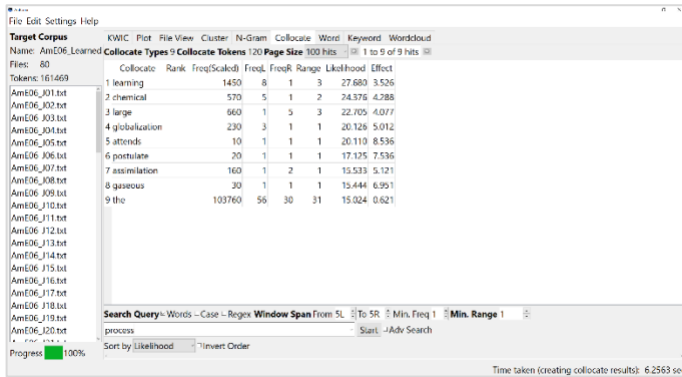 File Edit Settings Help
Target Corpus
Name: AmE06_Learned
Files: 80
Tokens: 161469
AmE06_J01.txt
AmE06_J02.txt
AmE06_J03.txt
AmE06_J04.txt
AmE06_J05.txt
AmE06_J06.txt
AmE06_J07.txt
AmE06_J08.txt
AmE06_J09.txt
AmE06_J10.txt
AmE06_J11.txt
AmE06_J12.txt
AmE06_J13.txt
AmE06_J14.txt
AmE06_J15.txt
AmE06_J16.txt
AmE06_J17.txt
AmE06_J18.txt
AmE06_J19.txt
AmE06_J20.txt
Progress 100%
KWIC Plot File View Cluster N-Gram Collocate Word Keyword Wordcloud
Collocate Types 9 Collocate Tokens 120 Page Size 100 hits 1 to 9 of 9 hits
Collocate Rank Freq(Scaled) FreqL FreqR Range Likelihood Effect
1 learning 1450 8 1 3 27.680 3.526
2 chemical 570 5 1 2 24.376 4.288
3 large 660 1 5 3 22.705 4.077
4 globalization 230 3 1 1 20.126 5.012
5 attends 10 1 1 1 20.110 8.536
6 postulate 20 1 1 1 17.125 7.536
7 assimilation 160 1 2 1 15.533 5.121
8 gaseous 30 1 1 1 15.444 6.951
9 the 103760 56 30 31 15.024 0.621
Search Query Words Case Regex Window Span From 5L To 5R Min. Freq 1 Min. Range 1
process Start Adv Search
Sort by Likelihood Invert Order
Time taken (creating collocate results): 6.2563 se